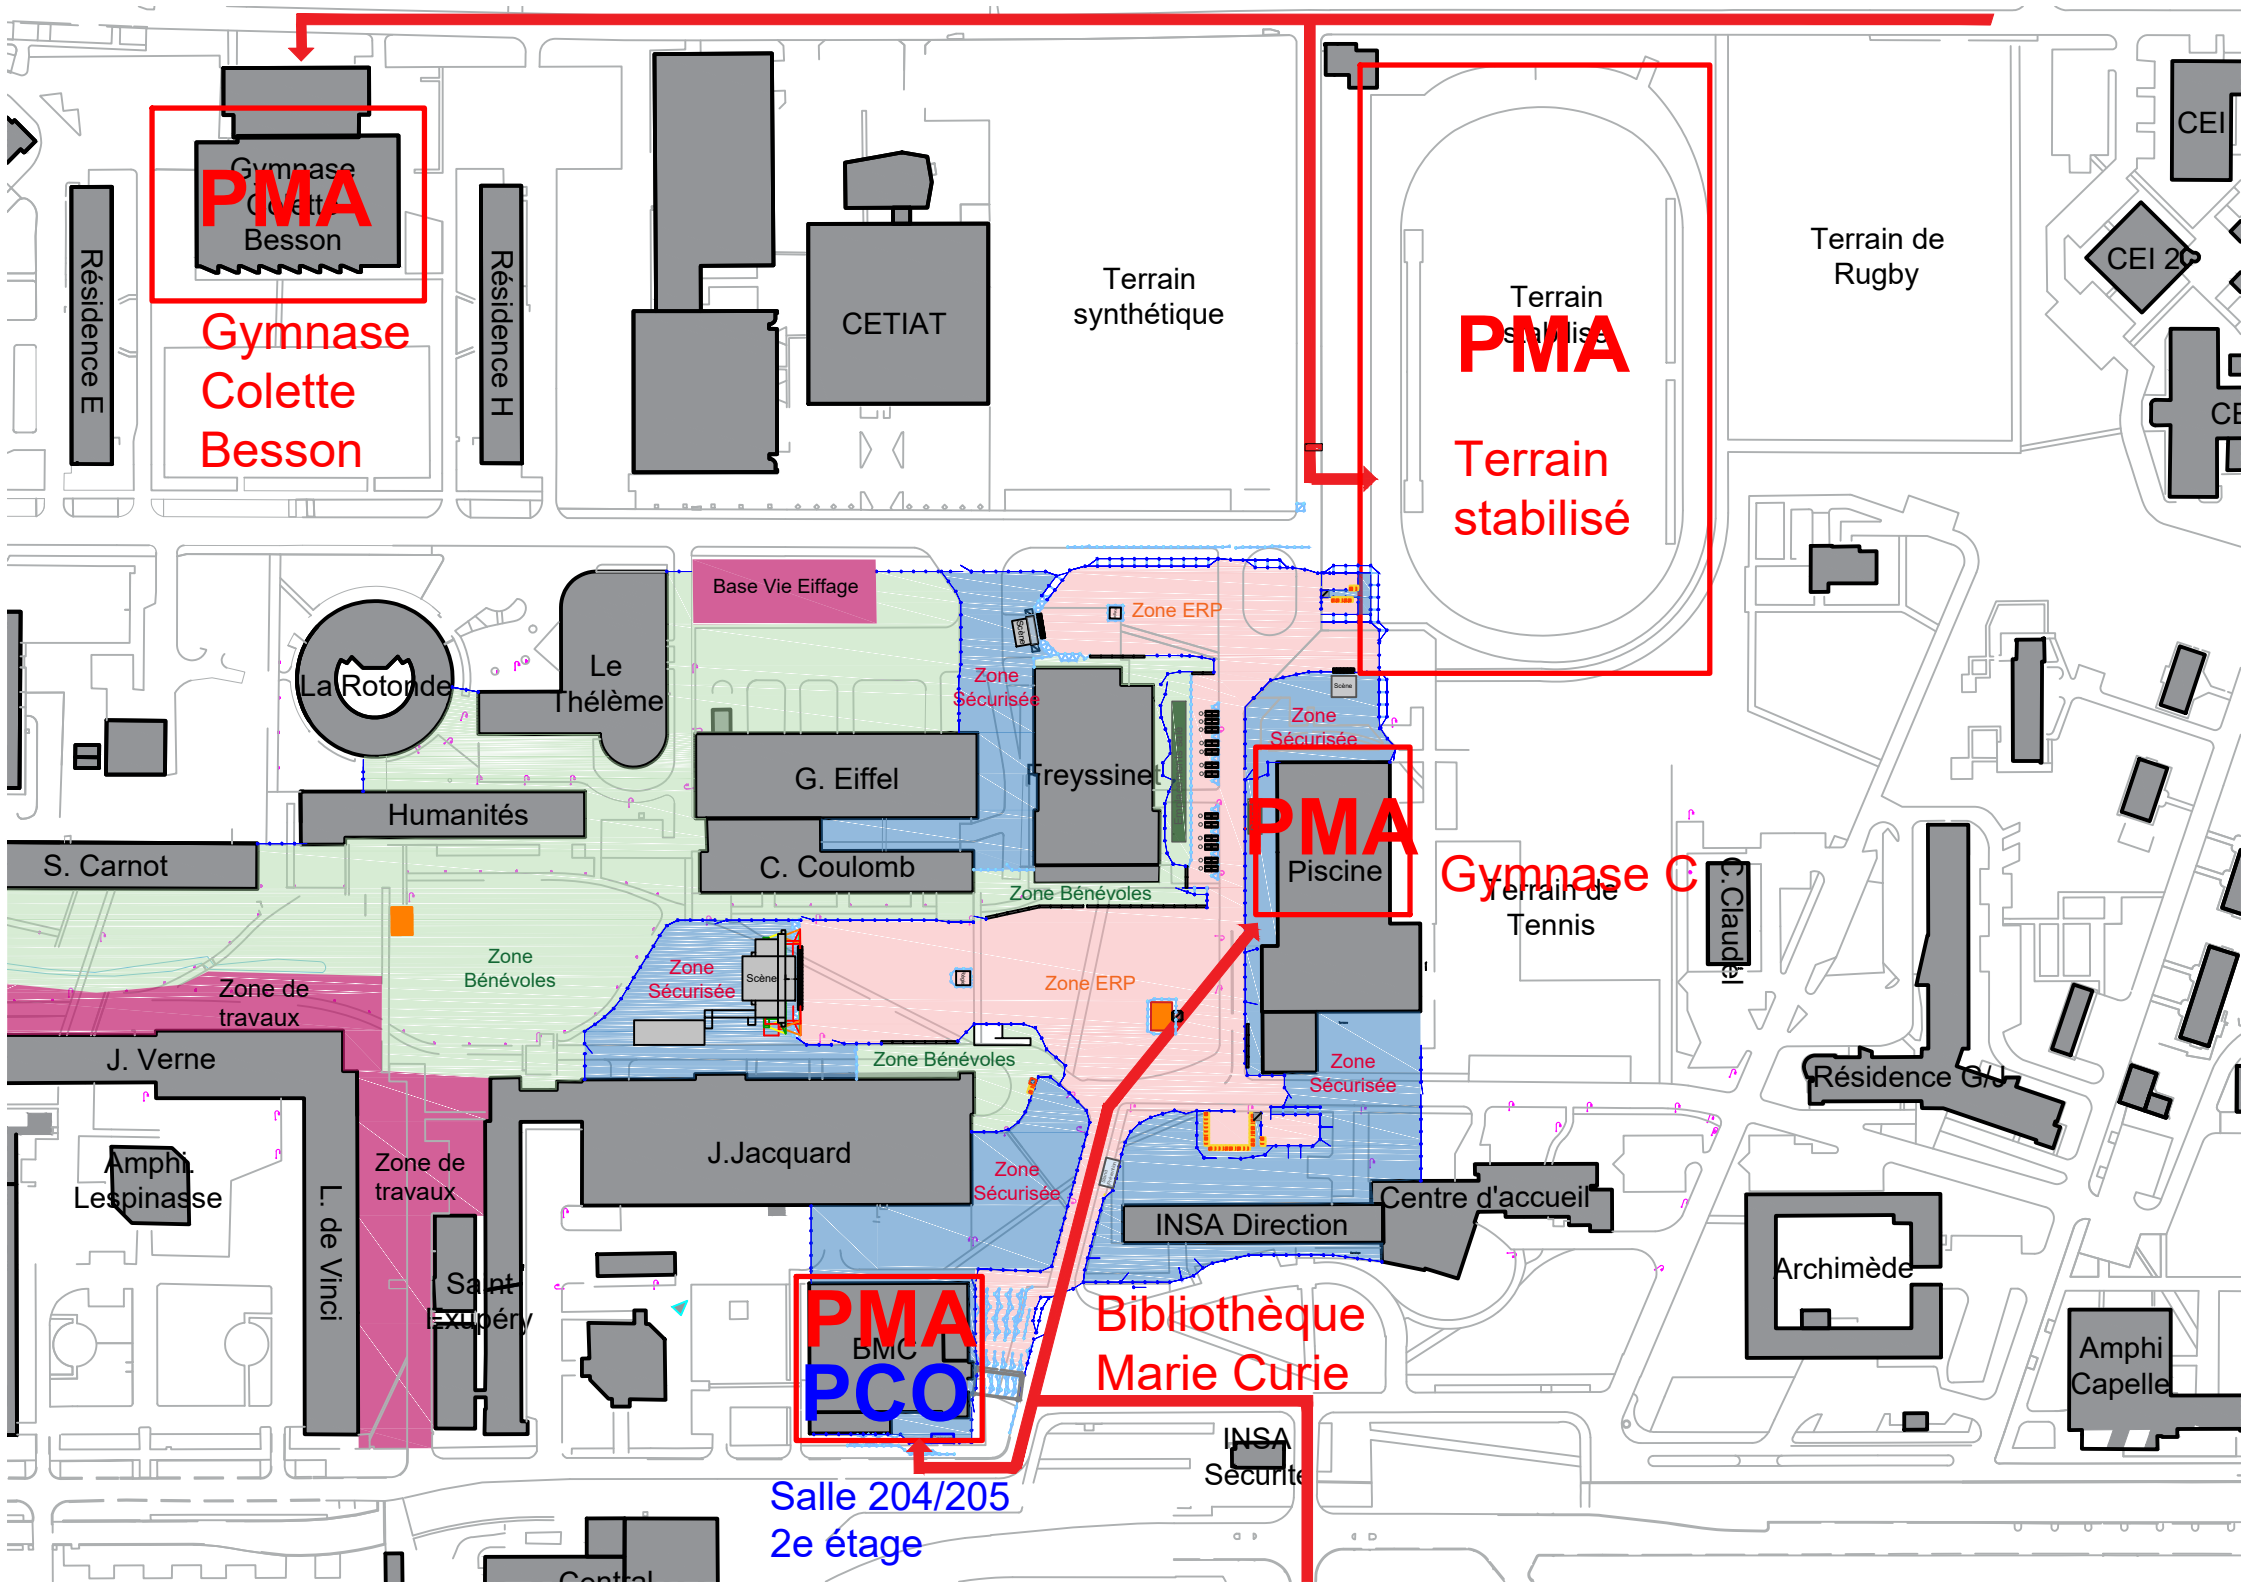 Gymnase
Colette
Besson
PMA
Gymnase
Colette
Besson
Résidence E
Résidence H
CETIAT
Terrain
synthétique
Terrain
stabilisé
PMA
Terrain
stabilisé
Terrain de
Rugby
CEI
CEI 2
CE
Base Vie Eiffage
Zone ERP
Scène
La Rotonde
Le
Thélème
Zone
Sécurisée
Scène
Zone
Sécurisée
G. Eiffel
Freyssinet
Humanités
S. Carnot
C. Coulomb
PMA
Piscine
Gymnase C
Terrain de
Tennis
C.Claudel
Zone Bénévoles
Zone
Bénévoles
Zone
Sécurisée
Scène
Zone ERP
Zone de
travaux
J. Verne
Zone Bénévoles
Zone
Sécurisée
Résidence G/J
Amphi.
Lespinasse
L. de Vinci
Zone de
travaux
J.Jacquard
Zone
Sécurisée
INSA Direction
Centre d'accueil
Archimède
Saint
Exupéry
PMA
BMC
PCO
Bibliothèque
Marie Curie
Amphi
Capelle
INSA
Sécurité
Salle 204/205
2e étage
Central